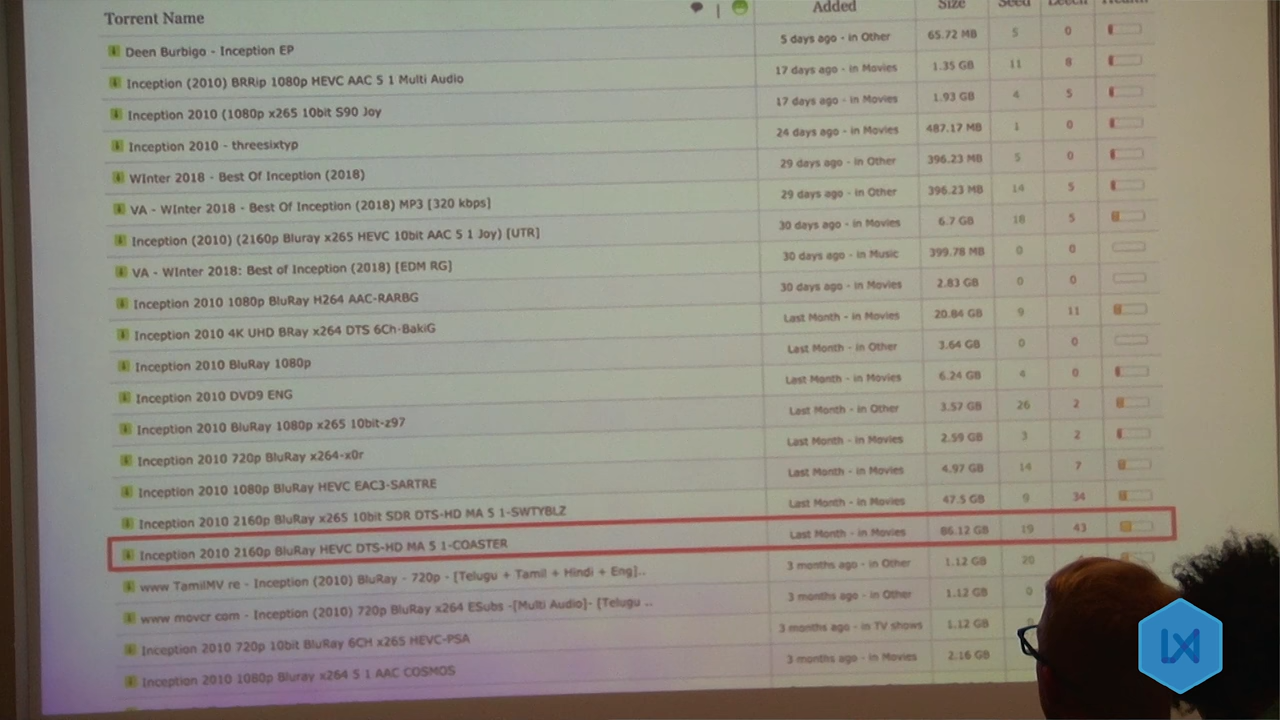 Torrent Name Added Size Seed Leech Health
Deen Burbigo - Inception EP 5 days ago - in Other 65.72 MB 5 0
Inception (2010) BRRip 1080p HEVC AAC 5 1 Multi Audio 17 days ago - in Movies 1.35 GB 11 8
Inception 2010 (1080p x265 10bit S90 Joy 17 days ago - in Movies 1.93 GB 4 5
Inception 2010 - threesixtyp 24 days ago - in Movies 487.17 MB 1 0
WInter 2018 - Best Of Inception (2018) 29 days ago - in Other 396.23 MB 5 0
VA - WInter 2018 - Best Of Inception (2018) MP3 [320 kbps] 29 days ago - in Other 396.23 MB 14 5
Inception (2010) (2160p Bluray x265 HEVC 10bit AAC 5 1 Joy) [UTR] 30 days ago - in Movies 6.7 GB 18 5
VA - WInter 2018: Best of Inception (2018) [EDM RG] 30 days ago - in Music 399.78 MB 0 0
Inception 2010 1080p BluRay H264 AAC-RARBG 30 days ago - in Movies 2.83 GB 0 0
Inception 2010 4K UHD BRay x264 DTS 6Ch-BakiG Last Month - in Movies 20.84 GB 9 11
Inception 2010 BluRay 1080p Last Month - in Other 3.64 GB 0 0
Inception 2010 DVD9 ENG Last Month - in Movies 6.24 GB 4 0
Inception 2010 BluRay 1080p x265 10bit-z97 Last Month - in Other 3.57 GB 26 2
Inception 2010 720p BluRay x264-x0r Last Month - in Movies 2.59 GB 3 2
Inception 2010 1080p BluRay HEVC EAC3-SARTRE Last Month - in Movies 4.97 GB 14 7
Inception 2010 2160p BluRay x265 10bit SDR DTS-HD MA 5 1-SWTYBLZ Last Month - in Movies 47.5 GB 9 34
Inception 2010 2160p BluRay HEVC DTS-HD MA 5 1-COASTER Last Month - in Movies 86.12 GB 19 43
www TamilMV re - Inception (2010) BluRay - 720p - [Telugu + Tamil + Hindi + Eng].. 3 months ago - in Other 1.12 GB 20
www movcr com - Inception (2010) 720p BluRay x264 ESubs -[Multi Audio]- [Telugu .. 3 months ago - in Other 1.12 GB 0
Inception 2010 720p 10bit BluRay 6CH x265 HEVC-PSA 3 months ago - in TV shows 1.12 GB
Inception 2010 1080p Bluray x264 5 1 AAC COSMOS 3 months ago - in Movies 2.16 GB